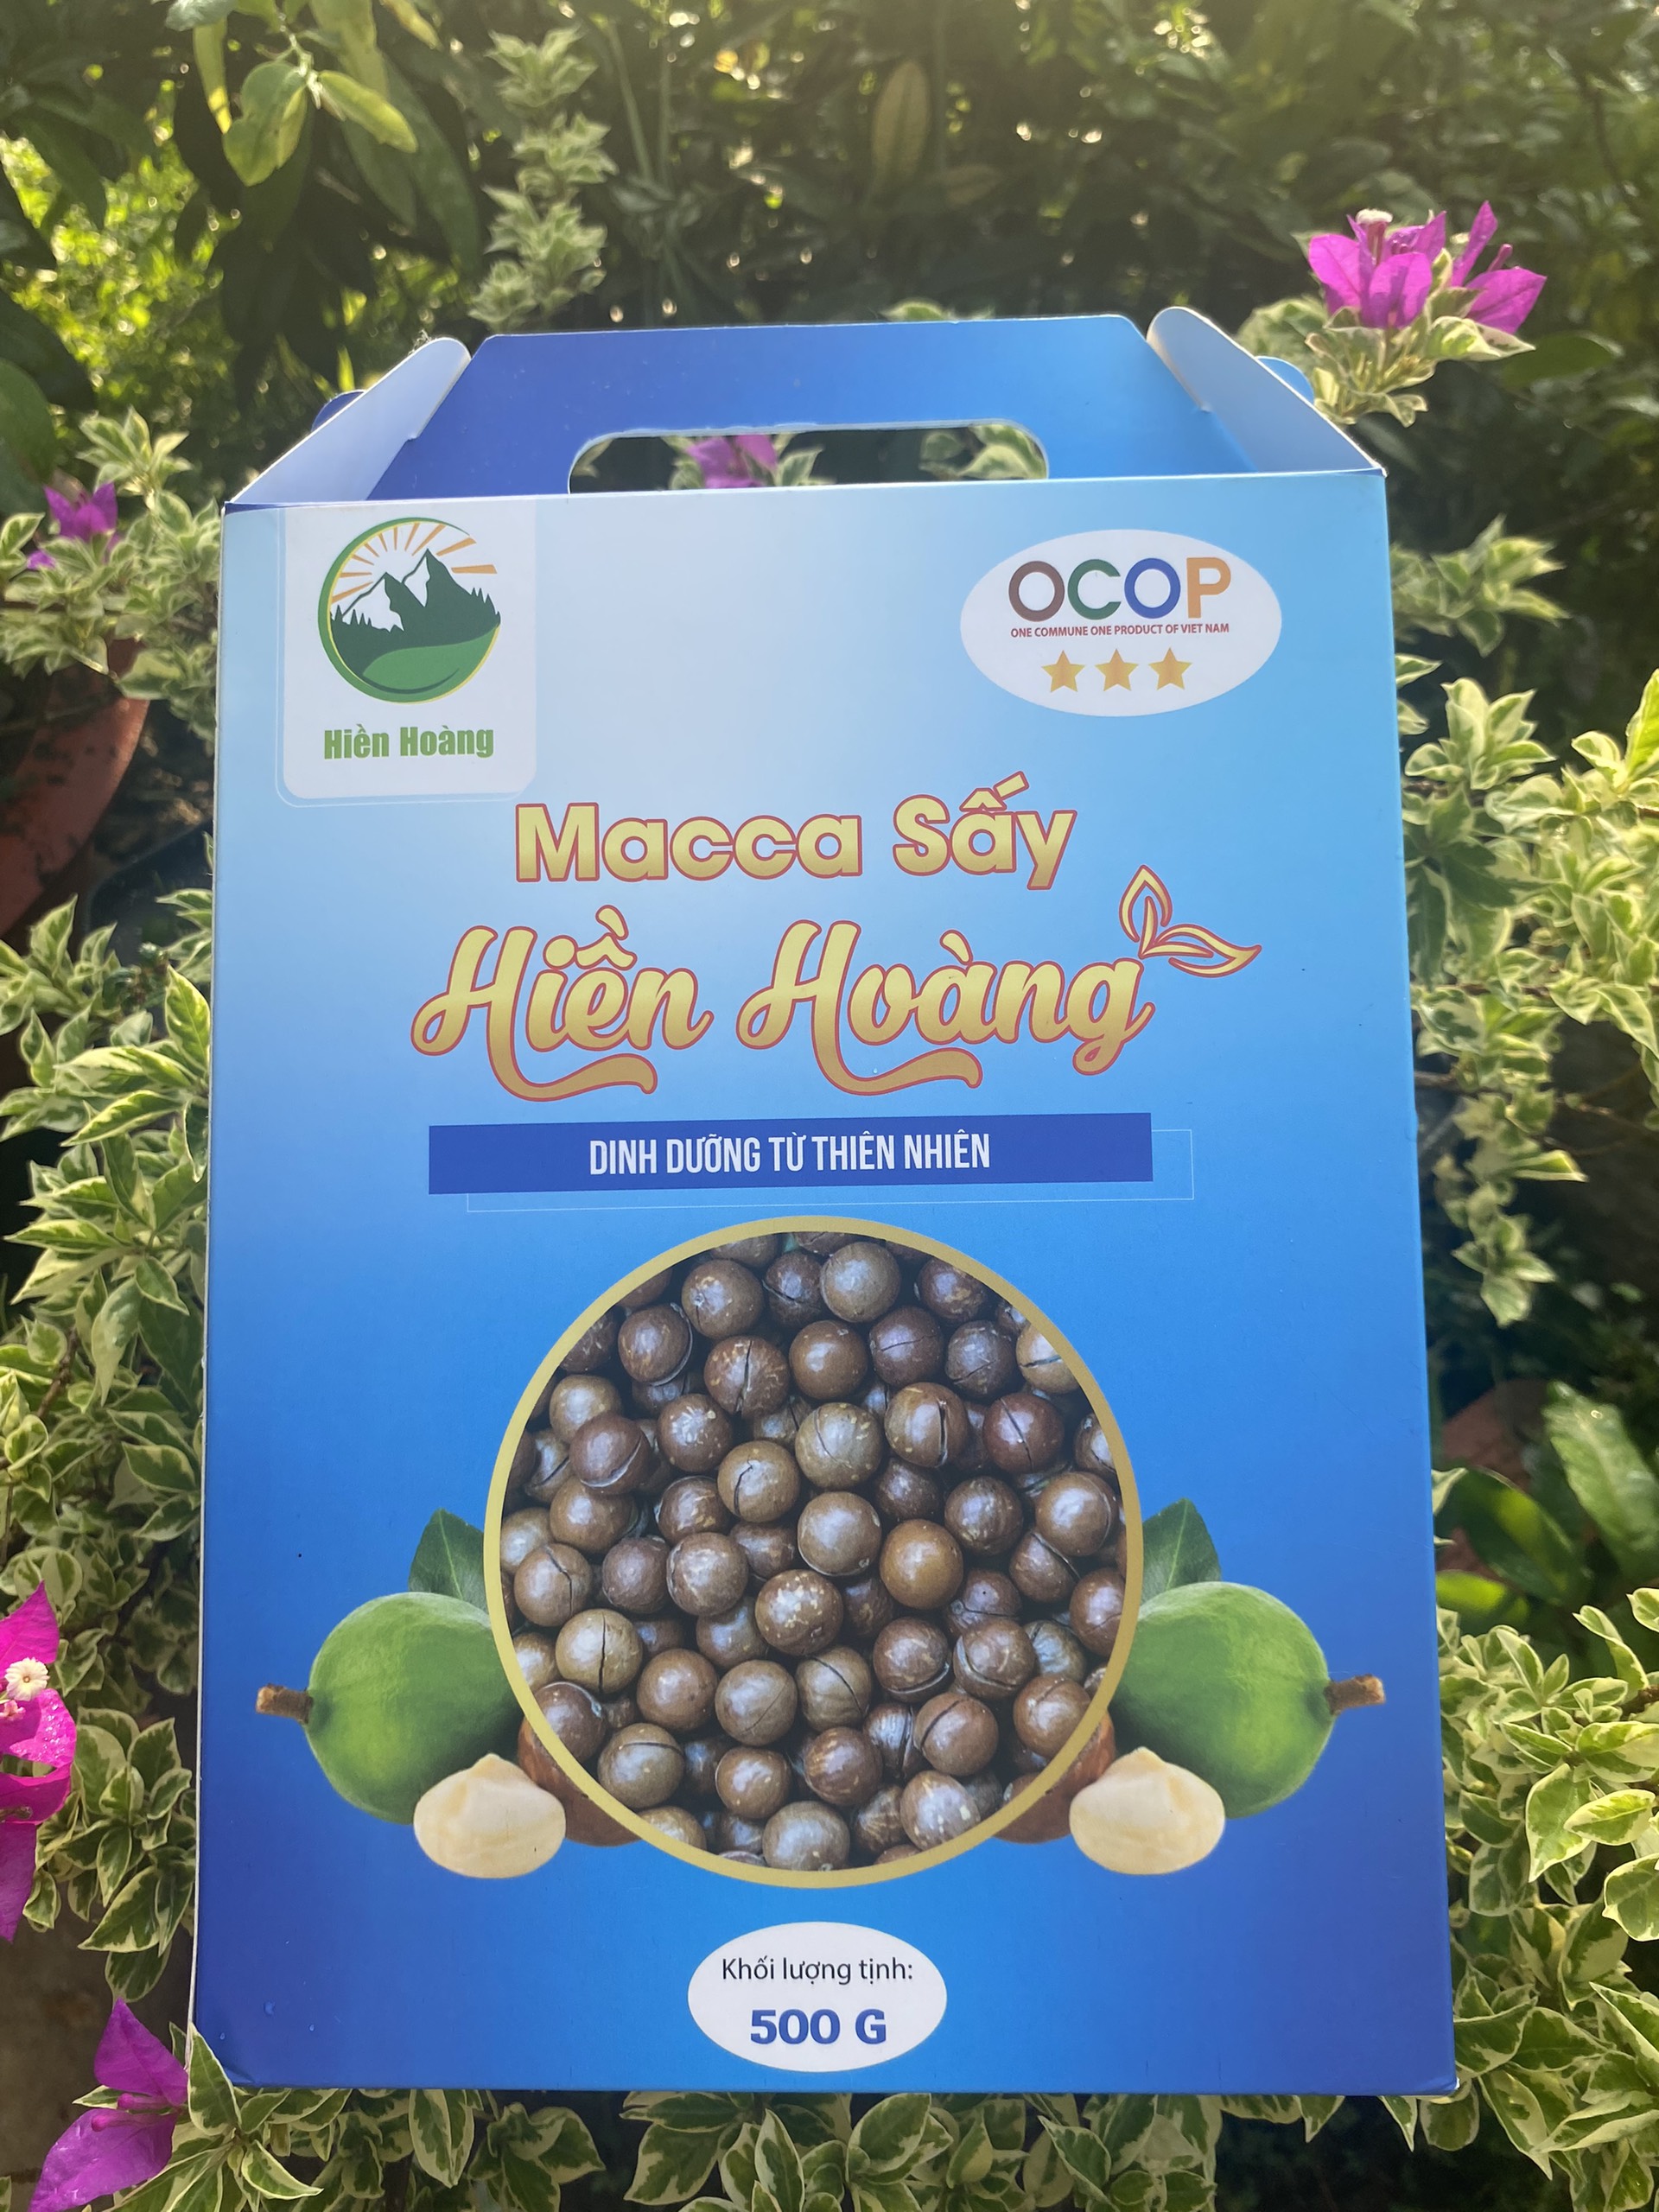 Hiền Hoàng
OCOP
ONE COMMUNE ONE PRODUCT OF VIET NAM
Macca Sấy
Hiền Hoàng
DINH DƯỠNG TỪ THIÊN NHIÊN
Khối lượng tịnh:
500 G